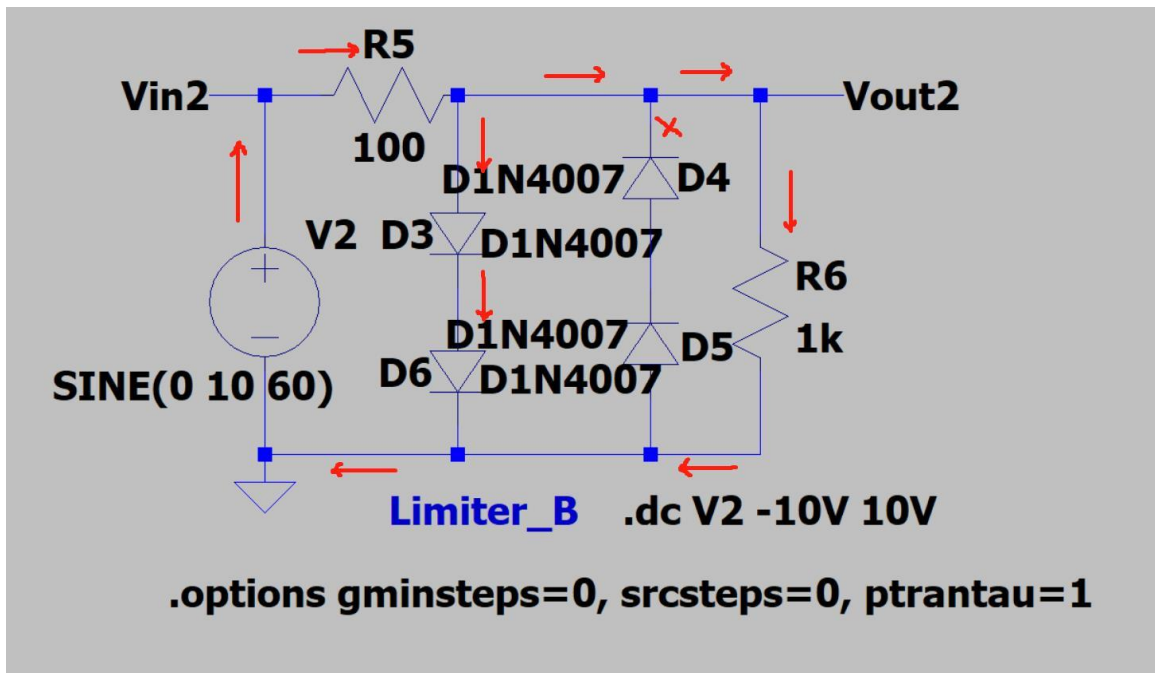 R5
Vin2
Vout2
100
D1N4007
D4
V2
D3
D1N4007
R6
D1N4007
D5
1k
D6
D1N4007
SINE(0 10 60)
Limiter_B
.dc V2 -10V 10V
.options gminsteps=0, srcsteps=0, ptrantau=1